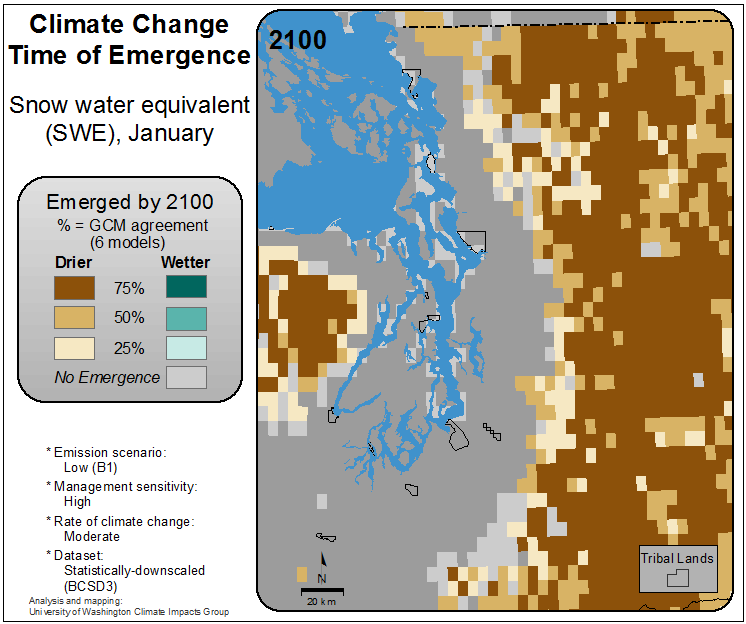 Climate Change
Time of Emergence
Snow water equivalent
(SWE), January
Emerged by 2100
% = GCM agreement
(6 models)
Drier Wetter
75%
50%
25%
No Emergence
* Emission scenario:
Low (B1)
* Management sensitivity:
High
* Rate of climate change:
Moderate
* Dataset:
Statistically-downscaled
(BCSD3)
Analysis and mapping:
University of Washington Climate Impacts Group
2100
N
20 km
Tribal Lands